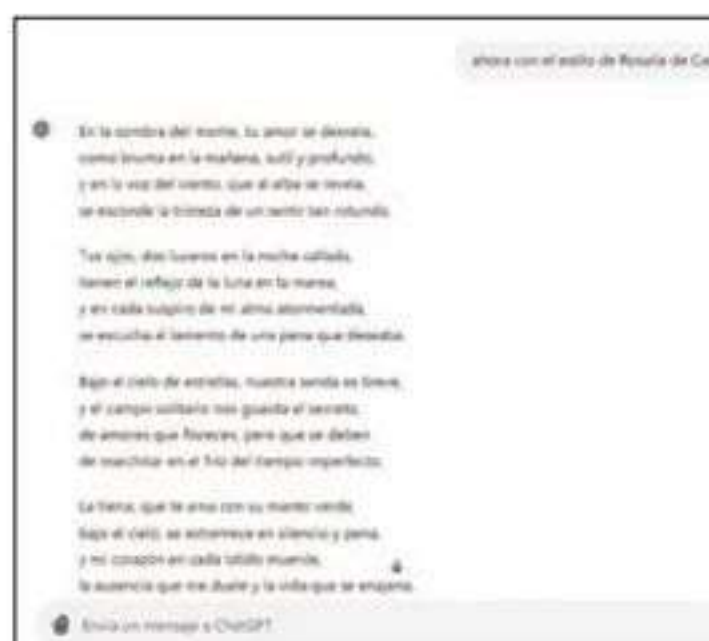 ahora con el estilo de Rosalía de Ca
En la sombra del monte, tu amor se desvela,
como bruma en la mañana, sutil y profundo,
y en la voz del viento, que al alba se revela,
se esconde la tristeza de un sentir tan rotundo.
Tus ojos, dos luceros en la noche callada,
tienen el reflejo de la luna en la marea,
y en cada suspiro de mi alma atormentada,
se escucha el lamento de una pena que
Bajo el cielo de estrellas, nuestra senda es breve,
y el campo solitario nos guarda el secreto,
de amores que florecen, pero que se deben
de marchitar en el frío del tiempo imperfecto.
La tierra, que te ama con su manto verde,
bajo el cielo, se estremece en silencio y pena,
y mi corazón en cada latido muerde,
la ausencia que me duele y la vida que se enajena.
Envía un mensaje a ChatGPT